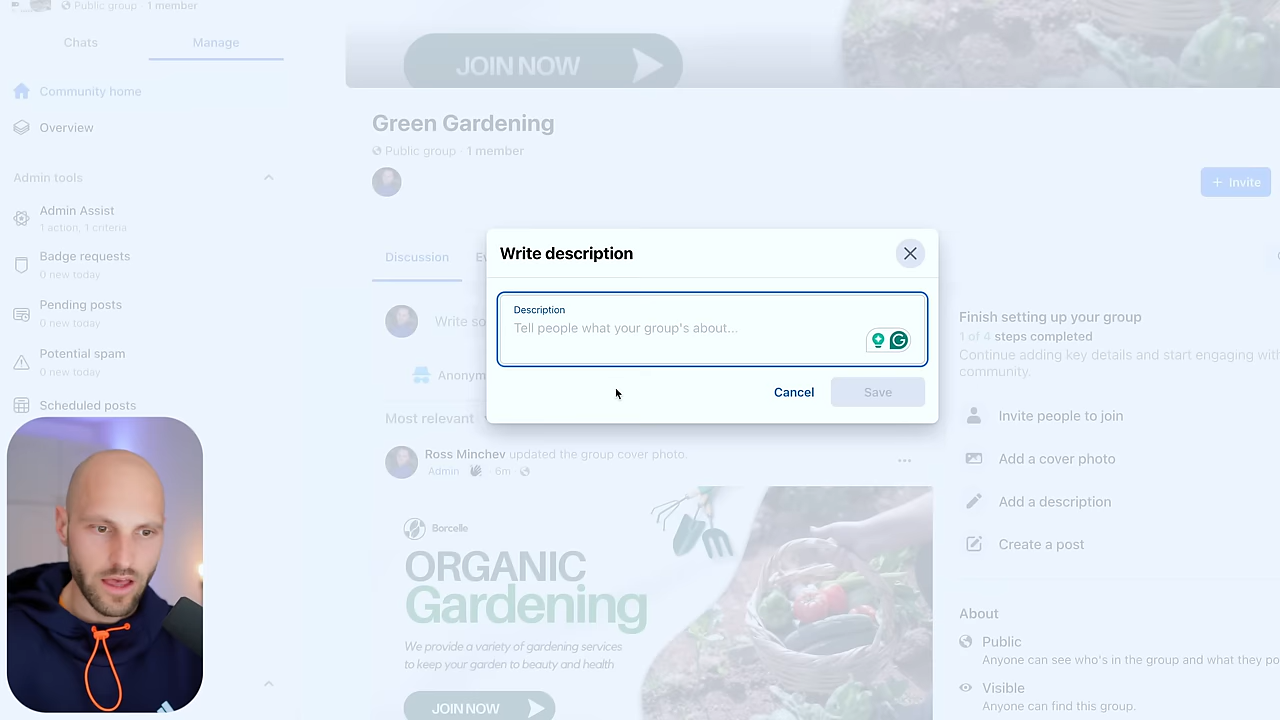 Public group · 1 member
Chats
Manage
Community home
Overview
Admin tools
Admin Assist
1 action, 1 criteria
Badge requests
0 new today
Pending posts
0 new today
Potential spam
0 new today
Scheduled posts
JOIN NOW
Green Gardening
Public group · 1 member
+ Invite
Discussion
Write description
Description
Tell people what your group's about...
Cancel
Save
Write so
Anonym
Most relevant
Ross Minchev updated the group cover photo.
Admin · 6m ·
Borcelle
ORGANIC
Gardening
We provide a variety of gardening services
to keep your garden to beauty and health
JOIN NOW
Finish setting up your group
1 of 4 steps completed
Continue adding key details and start engaging with
community.
Invite people to join
Add a cover photo
Add a description
Create a post
About
Public
Anyone can see who's in the group and what they po
Visible
Anyone can find this group.